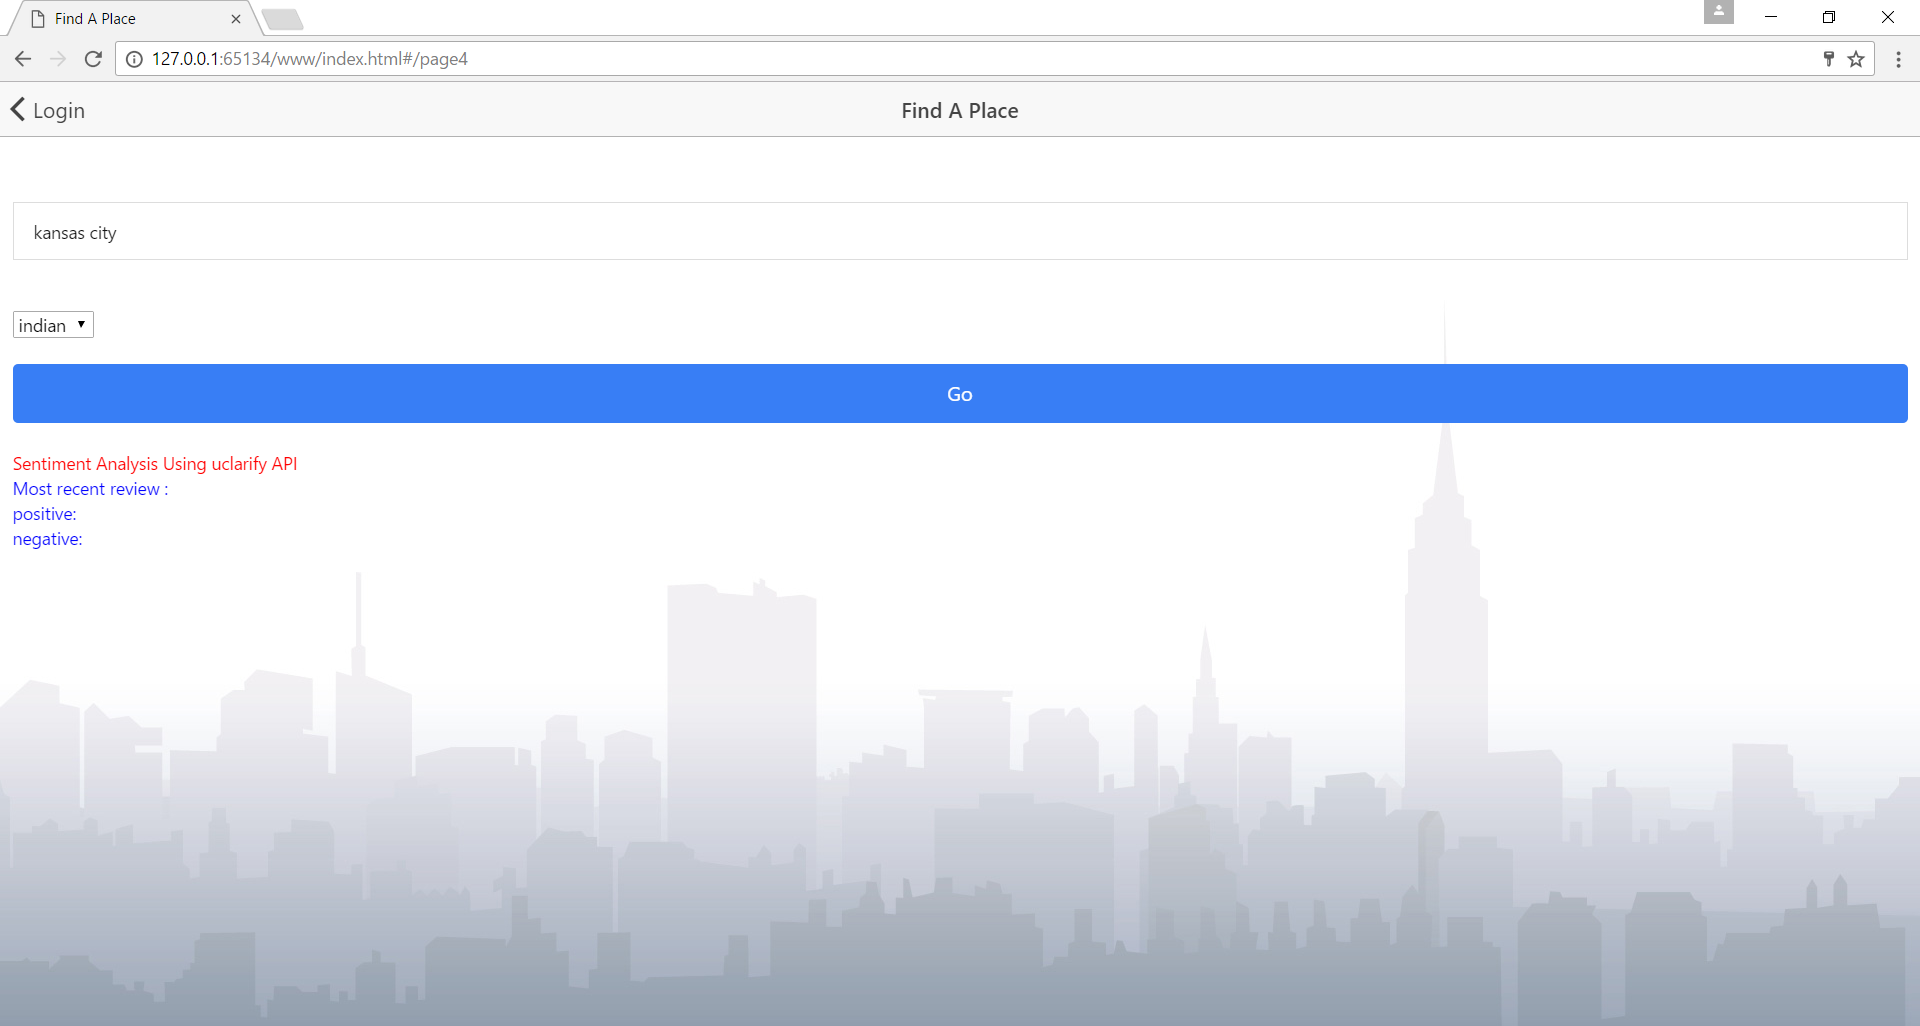 Find A Place
127.0.0.1:65134/www/index.html#/page4
Login
Find A Place
kansas city
indian
Go
Sentiment Analysis Using uclarify API
Most recent review :
positive:
negative: